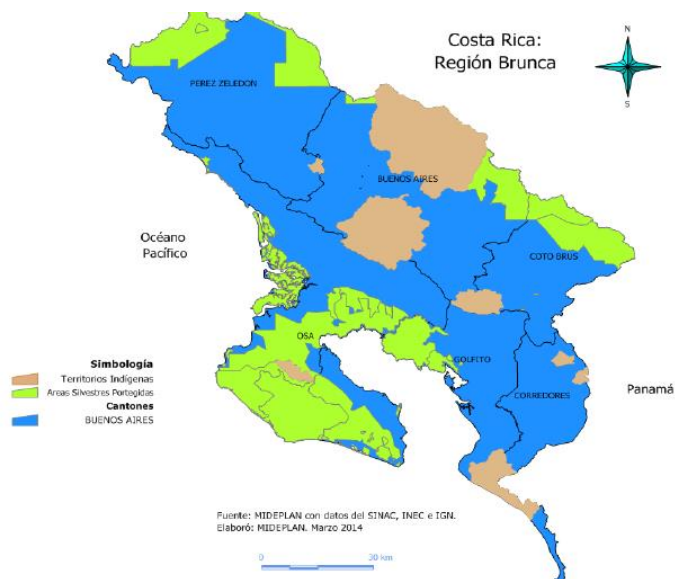 Costa Rica:
Región Brunca
N
S
PEREZ ZELEDON
BUENOS AIRES
Océano
Pacífico
COTO BRUS
OSA
GOLFITO
CORREDORES
Panamá
Simbología
Territorios Indígenas
Areas Silvestres Portegidas
Cantones
BUENOS AIRES
Fuente: MIDEPLAN con datos del SINAC, INEC e IGN.
Elaboró: MIDEPLAN. Marzo 2014
0 30 km